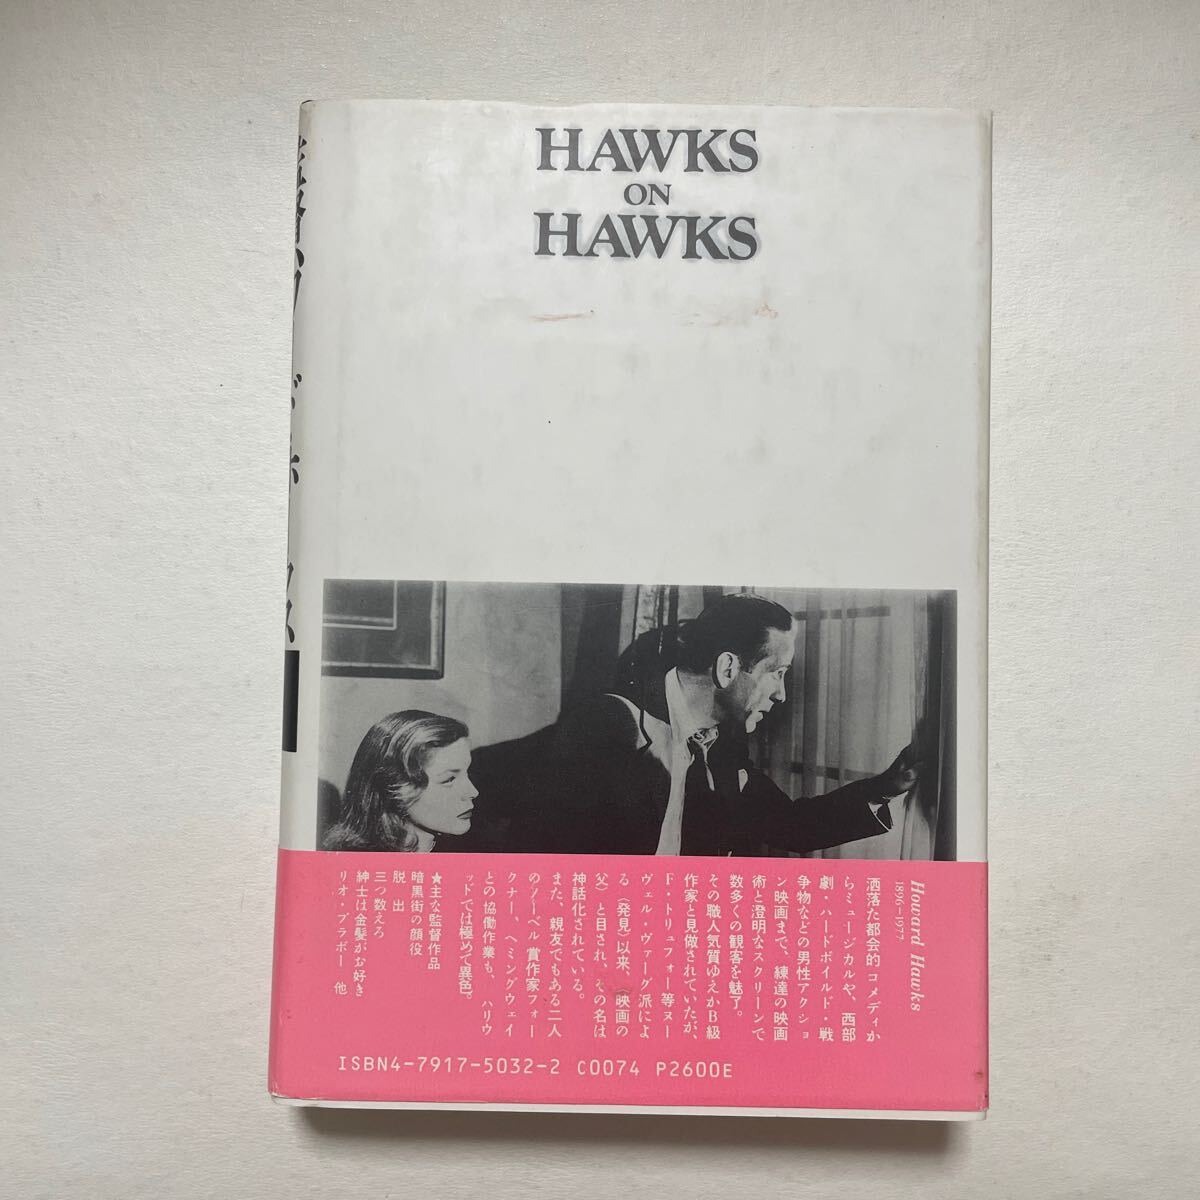 HAWKS
ON
HAWKS
監督ハワード・ホークス
Howard Hawks
1896–1977
洒落た都会的コメディか
らミュージカルや、西部
劇・ハードボイルド・戦
争物などの男性アクショ
ン映画まで、練達の映画
術と澄明なスクリーンで
数多くの観客を魅了。
その職人気質ゆえかB級
作家と見做されていたが、
F・トリュフォー等ヌー
ヴェル・ヴァーグ派によ
る〈発見〉以来、〈映画の
父〉と目され、その名は
神話化されている。
また、親友でもある二人
のノーベル賞作家フォー
クナー、ヘミングウェイ
との協働作業も、ハリウ
ッドでは極めて異色。
★主な監督作品
暗黒街の顔役
脱出
三つ数えろ
紳士は金髪がお好き
リオ・ブラボー 他
ISBN4-7917-5032-2 C0074 P2600E